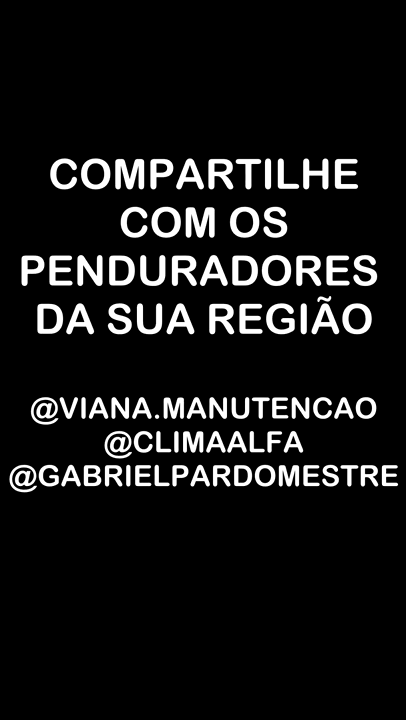 COMPARTILHE
COM OS
PENDURADORES
DA SUA REGIÃO
@VIANA.MANUTENCAO
@CLIMAALFA
@GABRIELPARDOMESTRE